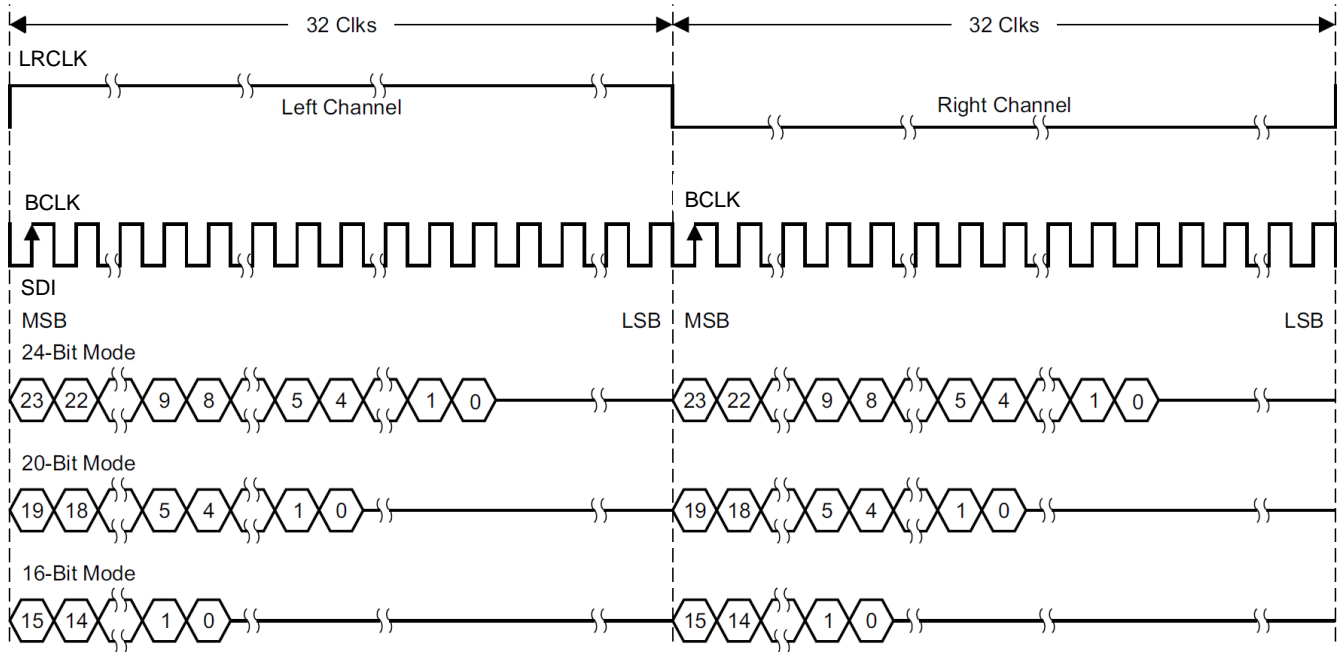 32 Clks 32 Clks
LRCLK
Left Channel Right Channel
BCLK BCLK
SDI
MSB LSB MSB LSB
24-Bit Mode
23 22 9 8 5 4 1 0 23 22 9 8 5 4 1 0
20-Bit Mode
19 18 5 4 1 0 19 18 5 4 1 0
16-Bit Mode
15 14 1 0 15 14 1 0